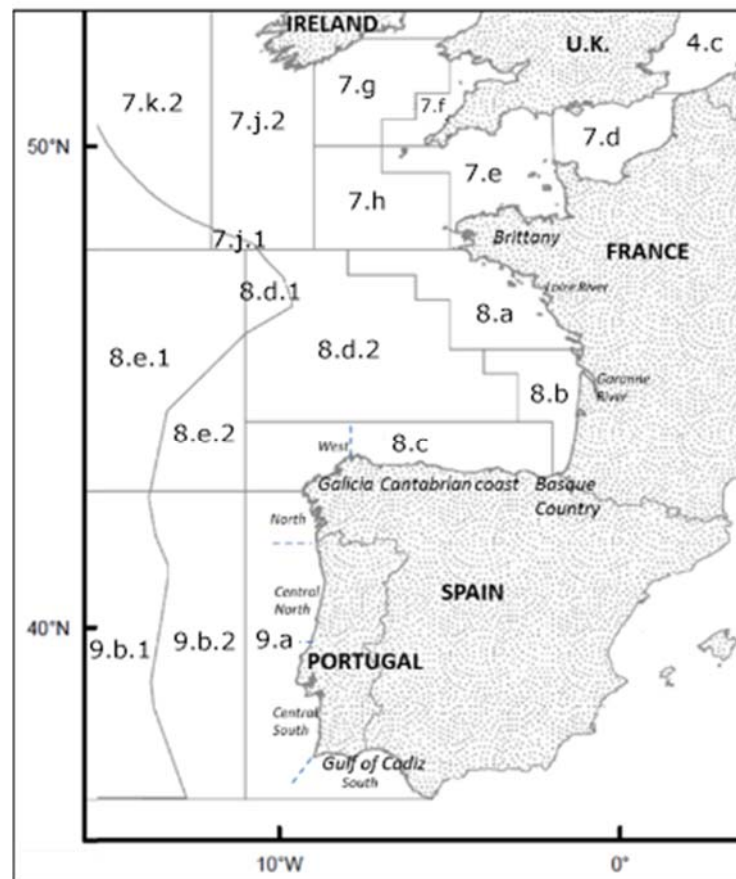 IRELAND
U.K.
4.c
7.k.2
7.j.2
7.g
7.f
7.d
50°N
7.e
7.h
7.j.1
Brittany
FRANCE
8.d.1
Loire River
8.a
8.e.1
8.d.2
8.b
Garonne
River
8.e.2
West
8.c
Galicia
Cantabrian coast
Basque
Country
North
Central
North
SPAIN
40°N
9.b.1
9.b.2
9.a
PORTUGAL
Central
South
Gulf of Cadiz
South
10°W
0°